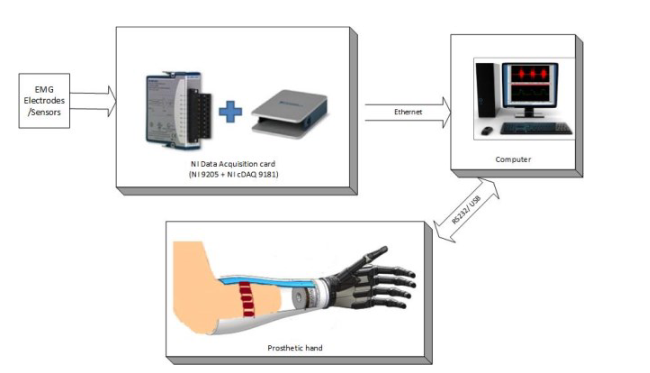 EMG
Electrodes
/Sensors
NI Data Acquisition card
(NI 9205 + NI cDAQ 9181)
Ethernet
Computer
RS232/ USB
Prosthetic hand